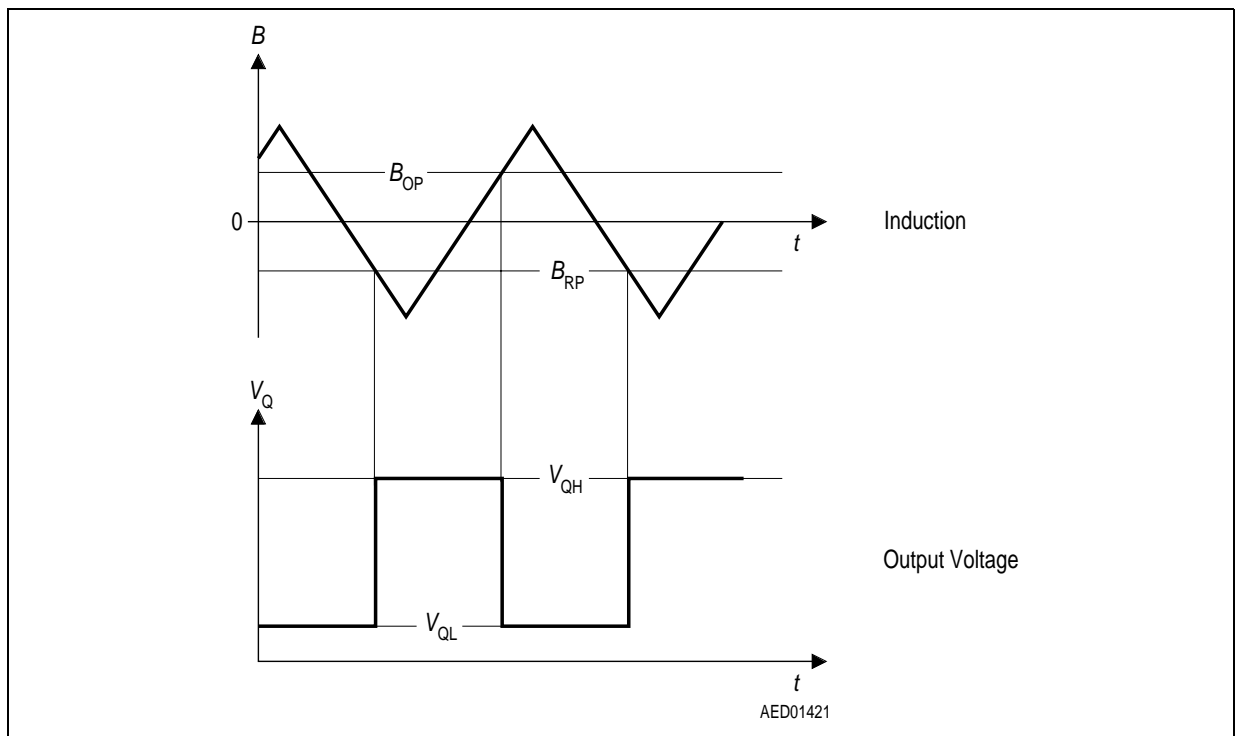 B
B_OP
0
t
Induction
B_RP
V_Q
V_QH
Output Voltage
V_QL
t
AED01421